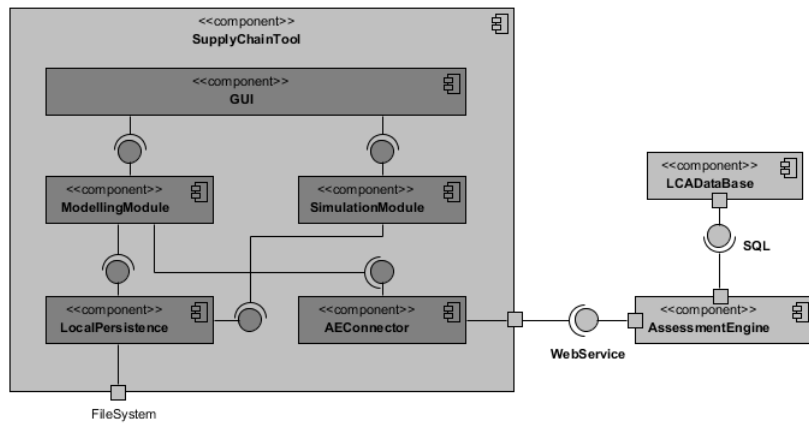 <<component>>
SupplyChainTool
<<component>>
GUI
<<component>>
ModellingModule
<<component>>
SimulationModule
<<component>>
LCADataBase
SQL
<<component>>
LocalPersistence
<<component>>
AEConnector
<<component>>
AssessmentEngine
WebService
FileSystem